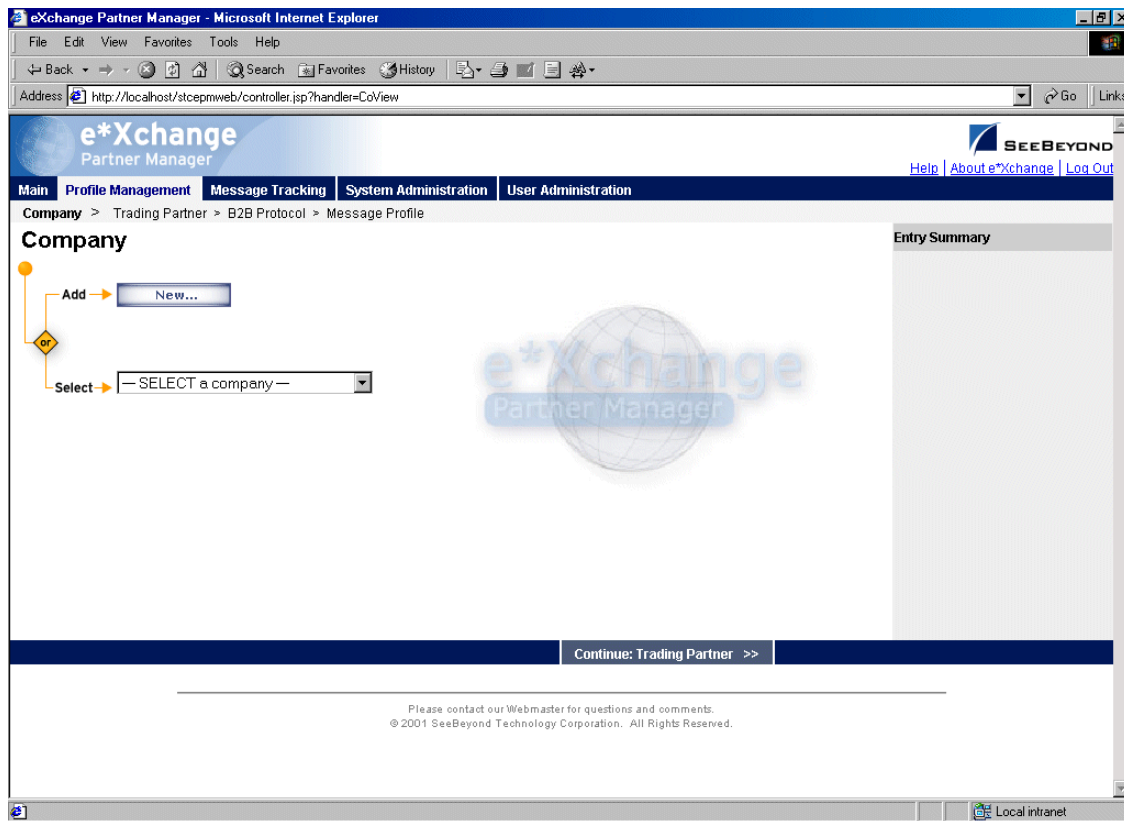 eXchange Partner Manager - Microsoft Internet Explorer
File Edit View Favorites Tools Help
Back Search Favorites History
Address http://localhost/stcepmweb/controller.jsp?handler=CoView Go Links
e*Xchange
Partner Manager
SEEBEYOND
Help | About e*Xchange | Log Out
Main Profile Management Message Tracking System Administration User Administration
Company > Trading Partner > B2B Protocol > Message Profile
Company
Entry Summary
Add New...
or
Select — SELECT a company —
e*Xchange
Partner Manager
Continue: Trading Partner >>
Please contact our Webmaster for questions and comments.
© 2001 SeeBeyond Technology Corporation. All Rights Reserved.
Local intranet